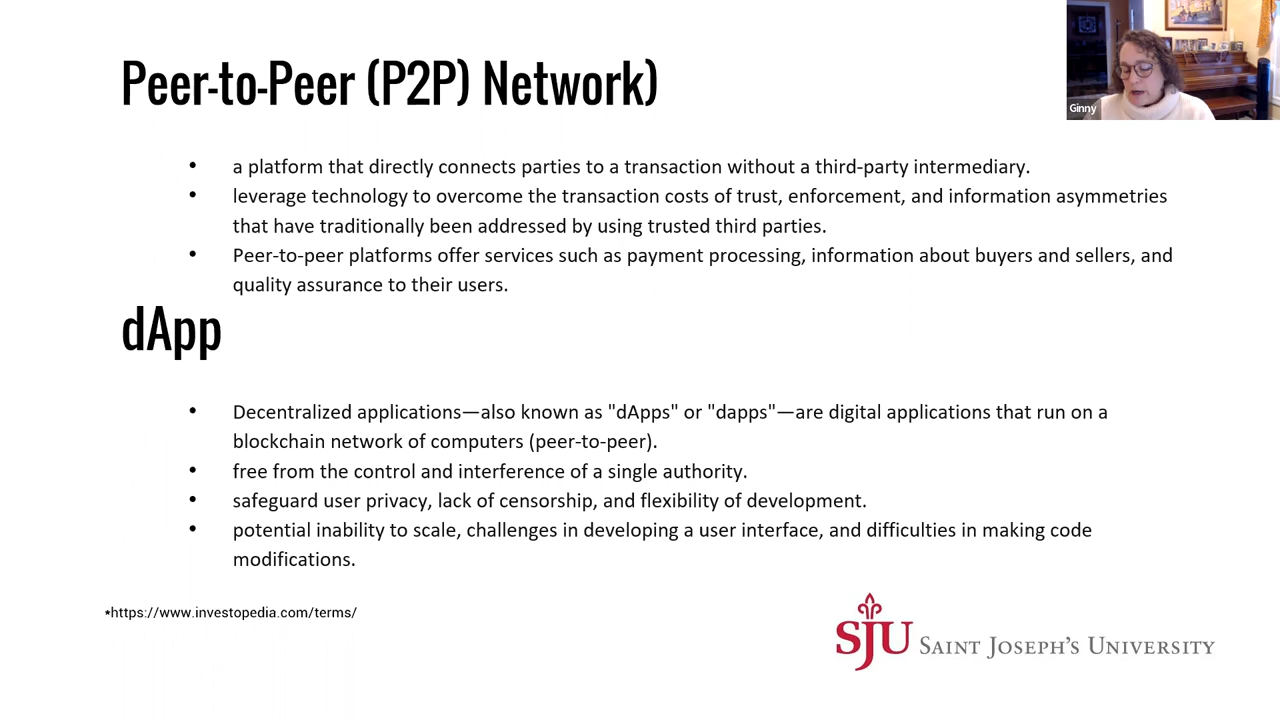 Peer-to-Peer (P2P) Network)
Ginny
• a platform that directly connects parties to a transaction without a third-party intermediary.
• leverage technology to overcome the transaction costs of trust, enforcement, and information asymmetries
that have traditionally been addressed by using trusted third parties.
• Peer-to-peer platforms offer services such as payment processing, information about buyers and sellers, and
quality assurance to their users.
dApp
• Decentralized applications—also known as "dApps" or "dapps"—are digital applications that run on a
blockchain network of computers (peer-to-peer).
• free from the control and interference of a single authority.
• safeguard user privacy, lack of censorship, and flexibility of development.
• potential inability to scale, challenges in developing a user interface, and difficulties in making code
modifications.
*https://www.investopedia.com/terms/
SJU SAINT JOSEPH'S UNIVERSITY